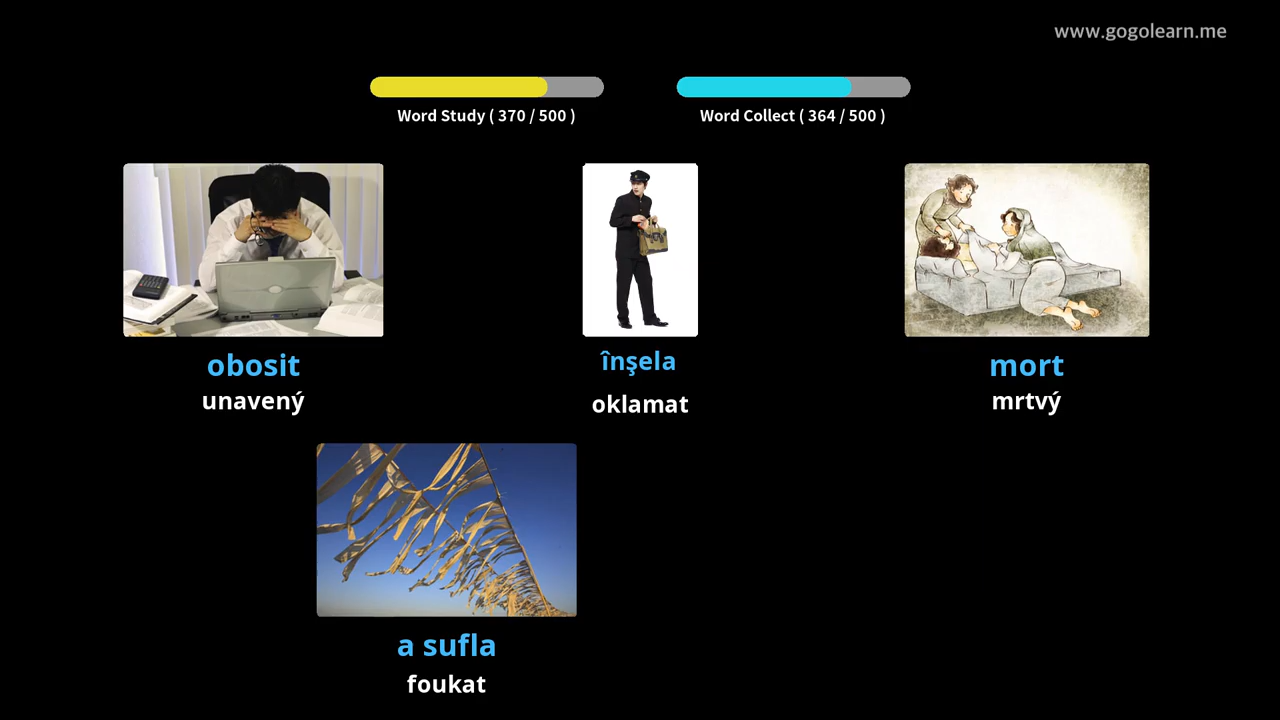 www.gogolearn.me
Word Study ( 370 / 500 )
Word Collect ( 364 / 500 )
obosit
unavený
înşela
oklamat
mort
mrtvý
a sufla
foukat